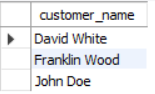 customer_name
David White
Franklin Wood
John Doe